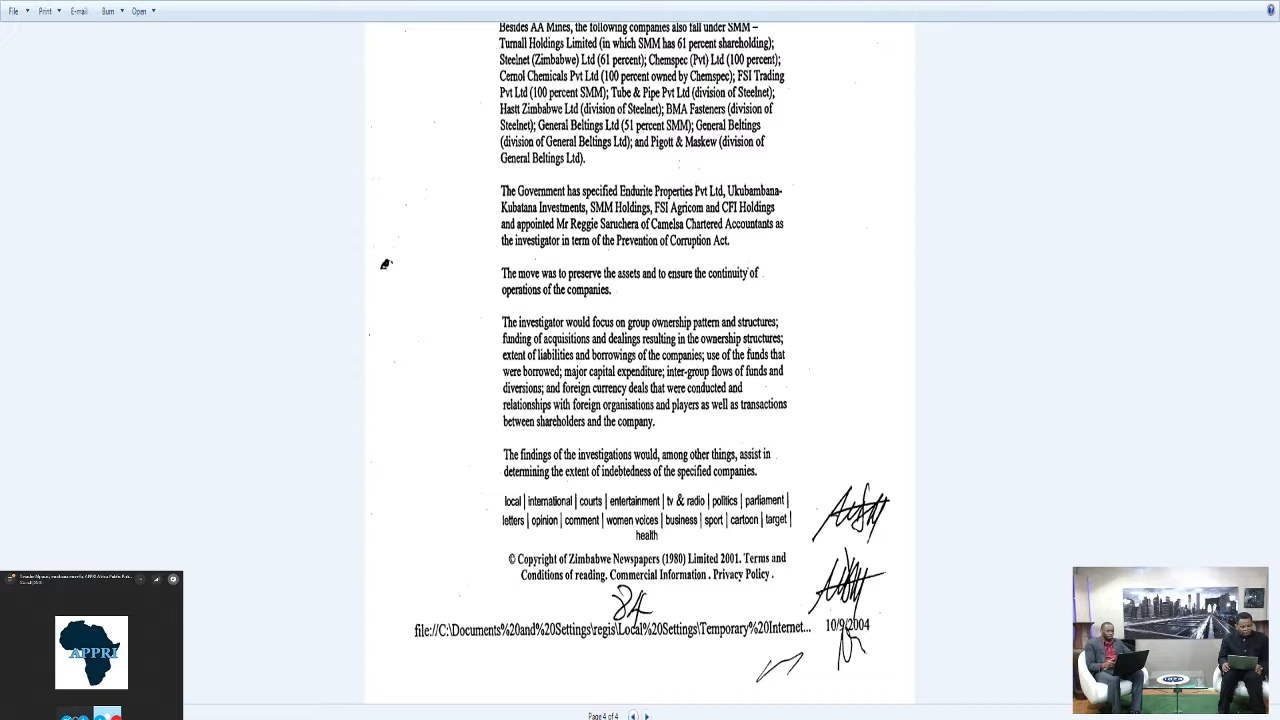 File Print E-mail Burn Open
Besides AA Mines, the following companies also fall under SMM –
Turnall Holdings Limited (in which SMM has 61 percent shareholding);
Steelnet (Zimbabwe) Ltd (61 percent); Chemspec (Pvt) Ltd (100 percent);
Cernol Chemicals Pvt Ltd (100 percent owned by Chemspec); FSI Trading
Pvt Ltd (100 percent SMM); Tube & Pipe Pvt Ltd (division of Steelnet);
Hastt Zimbabwe Ltd (division of Steelnet); BMA Fasteners (division of
Steelnet); General Beltings Ltd (51 percent SMM); General Beltings
(division of General Beltings Ltd); and Pigott & Maskew (division of
General Beltings Ltd).
The Government has specified Endurite Properties Pvt Ltd, Ukubambana-
Kubatana Investments, SMM Holdings, FSI Agricom and CFI Holdings
and appointed Mr Reggie Saruchera of Camelsa Chartered Accountants as
the investigator in term of the Prevention of Corruption Act.
The move was to preserve the assets and to ensure the continuity of
operations of the companies.
The investigator would focus on group ownership pattern and structures;
funding of acquisitions and dealings resulting in the ownership structures;
extent of liabilities and borrowings of the companies; use of the funds that
were borrowed; major capital expenditure; inter-group flows of funds and
diversions; and foreign currency deals that were conducted and
relationships with foreign organisations and players as well as transactions
between shareholders and the company.
The findings of the investigations would, among other things, assist in
determining the extent of indebtedness of the specified companies.
local | international | courts | entertainment | tv & radio | politics | parliament |
letters | opinion | comment | women voices | business | sport | cartoon | target |
health
© Copyright of Zimbabwe Newspapers (1980) Limited 2001. Terms and
Conditions of reading. Commercial Information . Privacy Policy .
84
file://C:\Documents%20and%20Settings\regis\Local%20Settings\Temporary%20Internet... 10/9/2004
APPRI
Page 4 of 4